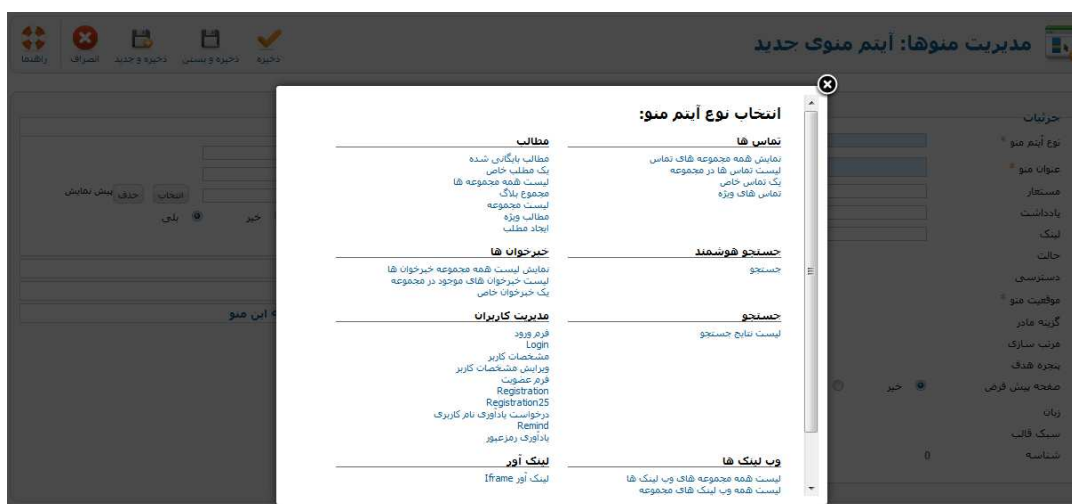 مدیریت منوها: آیتم منوی جدید
ذخیره
ذخیره و بستن
ذخیره و جدید
انصراف
راهنما
جزئیات
نوع آیتم منو *
عنوان منو *
مستعار
یادداشت
لینک
حالت
دسترسی
موقعیت منو *
گزینه مادر
مرتب سازی
پنجره هدف
صفحه پیش فرض
خیر
زبان
سبک قالب
شناسه
0
انتخاب
حذف
پیش نمایش
خیر
بلی
این منو
انتخاب نوع آیتم منو:
تماس ها
نمایش همه مجموعه های تماس
لیست تماس ها در مجموعه
یک تماس خاص
تماس های ویژه
مطالب
مطالب بایگانی شده
یک مطلب خاص
لیست همه مجموعه ها
مجموع بلاگ
لیست مجموعه
مطالب ویژه
ایجاد مطلب
جستجو هوشمند
جستجو
خبرخوان ها
نمایش لیست همه مجموعه خبرخوان ها
لیست خبرخوان های موجود در مجموعه
یک خبرخوان خاص
جستجو
لیست نتایج جستجو
مدیریت کاربران
فرم ورود
Login
مشخصات کاربر
ویرایش مشخصات کاربر
فرم عضویت
Registration
Registration25
درخواست یادآوری نام کاربری
Remind
یادآوری رمزعبور
وب لینک ها
لیست همه مجموعه های وب لینک ها
لیست همه وب لینک های مجموعه
لینک آور
لینک آور Iframe